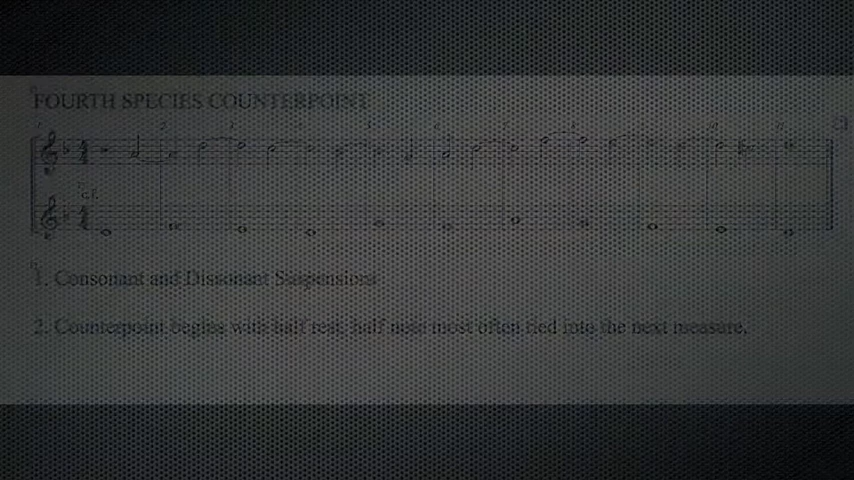 FOURTH SPECIES COUNTERPOINT
C.F.
1. Consonant and Dissonant Suspensions
2. Counterpoint begins with half rest, half note most often tied into the next measure.